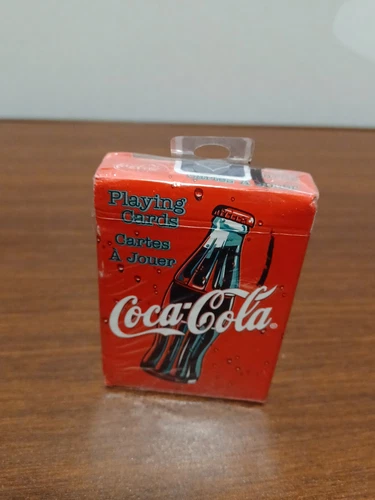 Playing
Cards
Cartes
À Jouer
Coca-Cola®